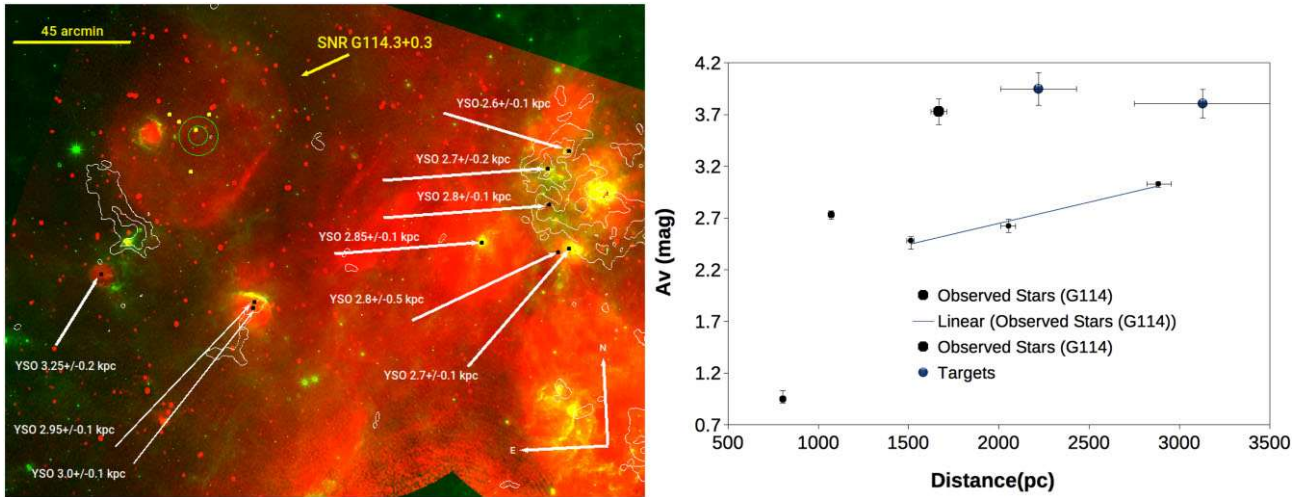 45 arcmin
SNR G114.3+0.3
YSO 2.6+/-0.1 kpc
YSO 2.7+/-0.2 kpc
YSO 2.8+/-0.1 kpc
YSO 2.85+/-0.1 kpc
YSO 2.8+/-0.5 kpc
YSO 3.25+/-0.2 kpc
YSO 2.7+/-0.1 kpc
YSO 2.95+/-0.1 kpc
YSO 3.0+/-0.1 kpc
N
E
Av (mag)
4.2
3.7
3.2
2.7
2.2
1.7
1.2
0.7
Observed Stars (G114)
Linear (Observed Stars (G114))
Observed Stars (G114)
Targets
500 1000 1500 2000 2500 3000 3500
Distance(pc)